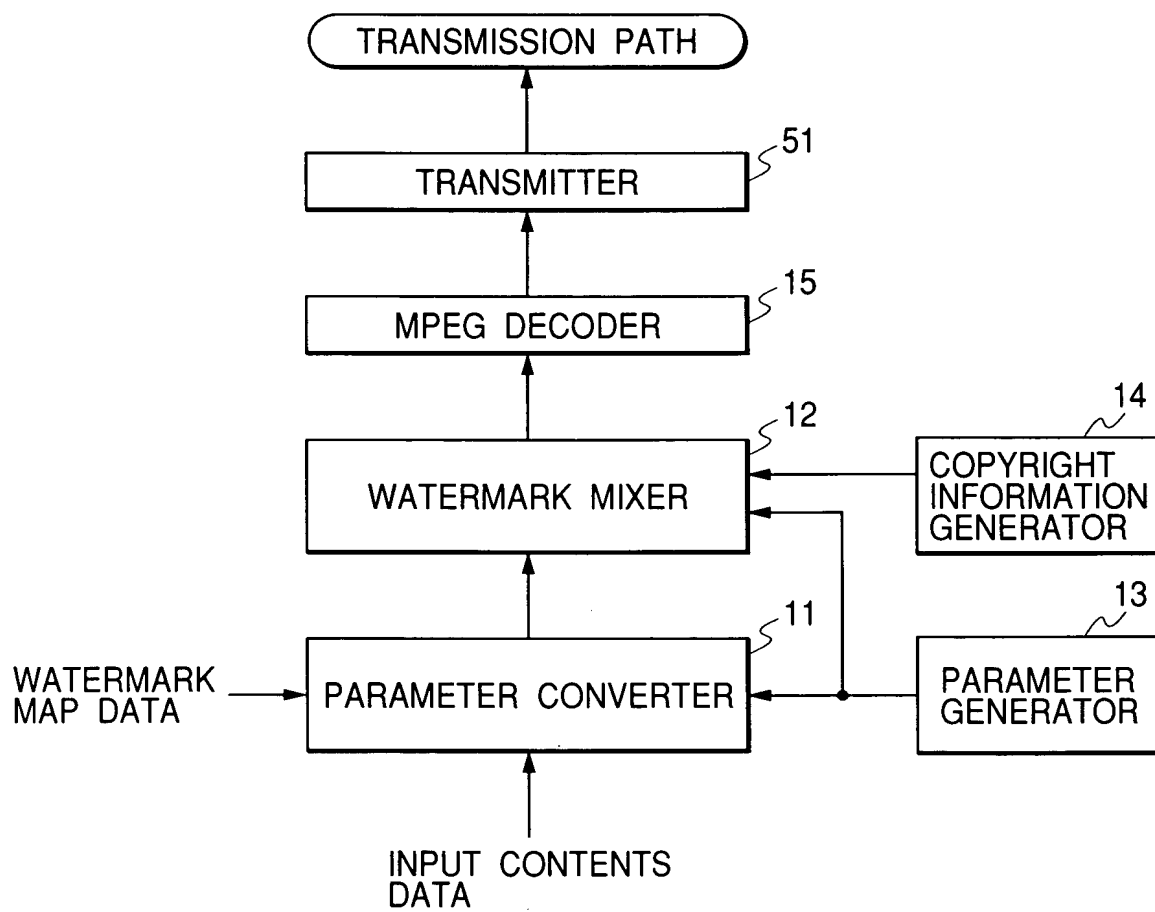 TRANSMISSION PATH
51
TRANSMITTER
15
MPEG DECODER
12
WATERMARK MIXER
14
COPYRIGHT
INFORMATION
GENERATOR
11
PARAMETER CONVERTER
13
PARAMETER
GENERATOR
WATERMARK
MAP DATA
INPUT CONTENTS
DATA